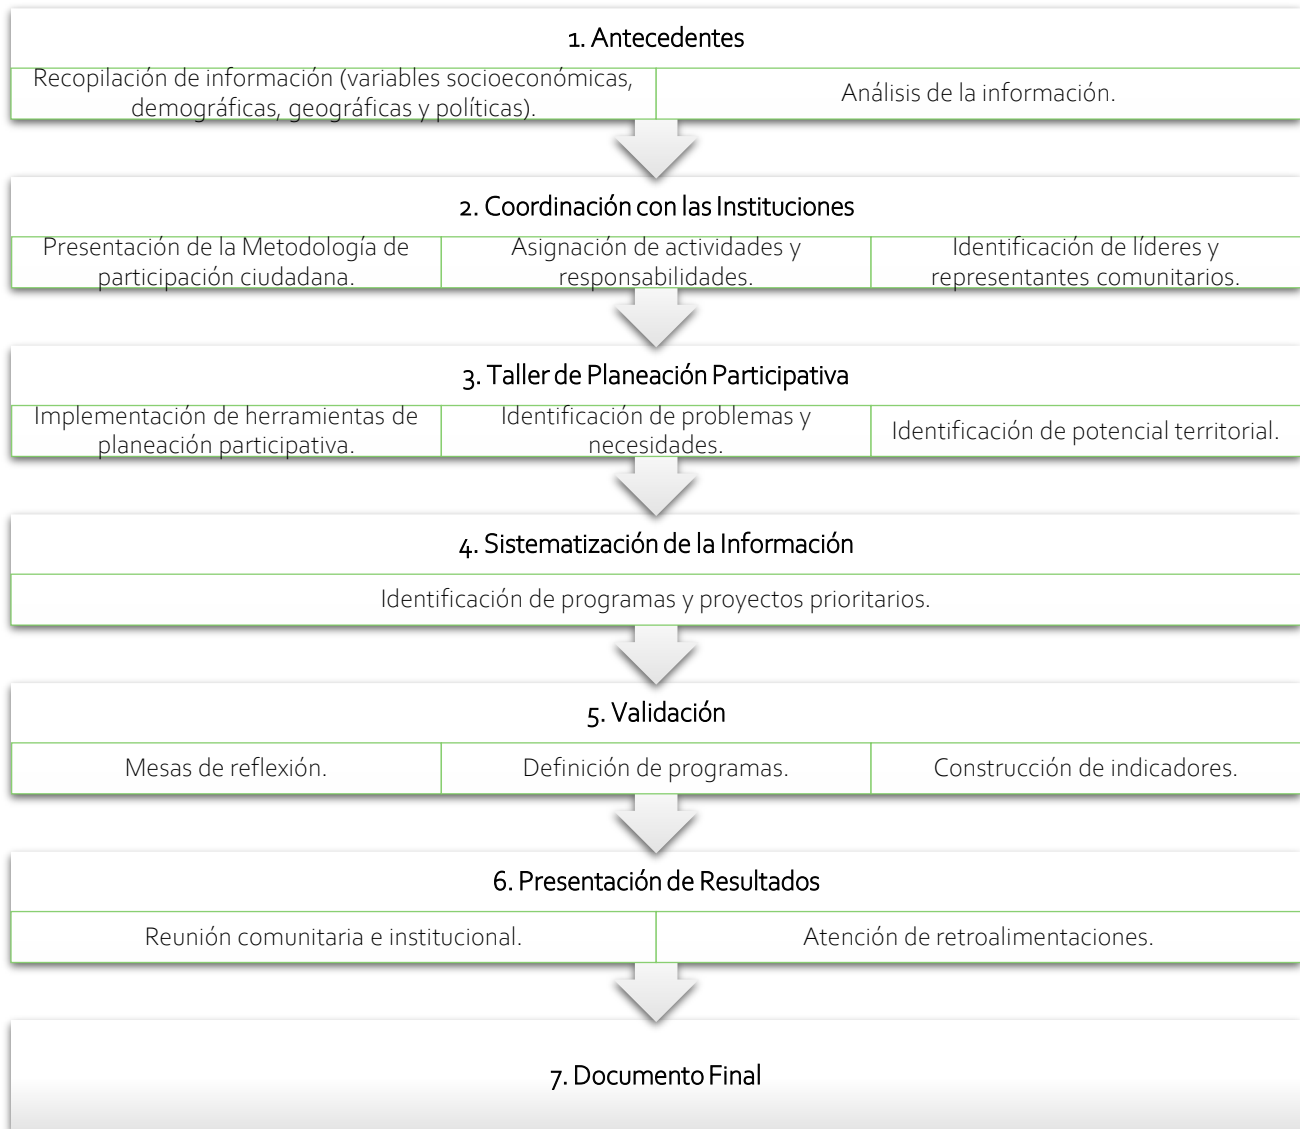 1. Antecedentes
Recopilación de información (variables socioeconómicas,
demográficas, geográficas y políticas).
Análisis de la información.
2. Coordinación con las Instituciones
Presentación de la Metodología de
participación ciudadana.
Asignación de actividades y
responsabilidades.
Identificación de líderes y
representantes comunitarios.
3. Taller de Planeación Participativa
Implementación de herramientas de
planeación participativa.
Identificación de problemas y
necesidades.
Identificación de potencial territorial.
4. Sistematización de la Información
Identificación de programas y proyectos prioritarios.
5. Validación
Mesas de reflexión.
Definición de programas.
Construcción de indicadores.
6. Presentación de Resultados
Reunión comunitaria e institucional.
Atención de retroalimentaciones.
7. Documento Final